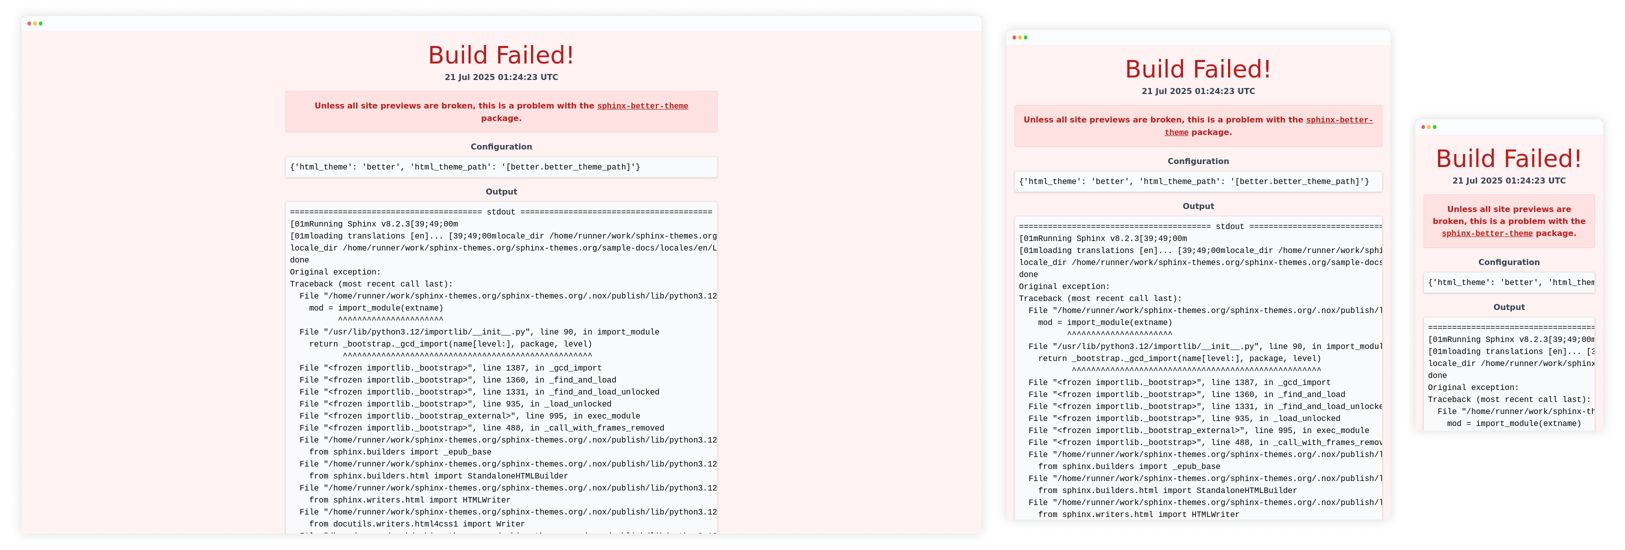 Build Failed!
21 Jul 2025 01:24:23 UTC
Unless all site previews are broken, this is a problem with the sphinx-better-theme
package.
Configuration
{'html_theme': 'better', 'html_theme_path': '[better.better_theme_path]'}
Output
======================================== stdout ========================================
[01mRunning Sphinx v8.2.3[39;49;00m
[01mloading translations [en]... [39;49;00mlocale_dir /home/runner/work/sphinx-themes.org
locale_dir /home/runner/work/sphinx-themes.org/sphinx-themes.org/sample-docs/locales/en/L
done
Original exception:
Traceback (most recent call last):
  File "/home/runner/work/sphinx-themes.org/sphinx-themes.org/.nox/publish/lib/python3.12
    mod = import_module(extname)
          ^^^^^^^^^^^^^^^^^^^^^^
  File "/usr/lib/python3.12/importlib/__init__.py", line 90, in import_module
    return _bootstrap._gcd_import(name[level:], package, level)
           ^^^^^^^^^^^^^^^^^^^^^^^^^^^^^^^^^^^^^^^^^^^^^^^^^^^^
  File "<frozen importlib._bootstrap>", line 1387, in _gcd_import
  File "<frozen importlib._bootstrap>", line 1360, in _find_and_load
  File "<frozen importlib._bootstrap>", line 1331, in _find_and_load_unlocked
  File "<frozen importlib._bootstrap>", line 935, in _load_unlocked
  File "<frozen importlib._bootstrap_external>", line 995, in exec_module
  File "<frozen importlib._bootstrap>", line 488, in _call_with_frames_removed
  File "/home/runner/work/sphinx-themes.org/sphinx-themes.org/.nox/publish/lib/python3.12
    from sphinx.builders import _epub_base
  File "/home/runner/work/sphinx-themes.org/sphinx-themes.org/.nox/publish/lib/python3.12
    from sphinx.builders.html import StandaloneHTMLBuilder
  File "/home/runner/work/sphinx-themes.org/sphinx-themes.org/.nox/publish/lib/python3.12
    from sphinx.writers.html import HTMLWriter
  File "/home/runner/work/sphinx-themes.org/sphinx-themes.org/.nox/publish/lib/python3.12
    from docutils.writers.html4css1 import Writer
Build Failed!
21 Jul 2025 01:24:23 UTC
Unless all site previews are broken, this is a problem with the sphinx-better-
theme package.
Configuration
{'html_theme': 'better', 'html_theme_path': '[better.better_theme_path]'}
Output
======================================== stdout ============================
[01mRunning Sphinx v8.2.3[39;49;00m
[01mloading translations [en]... [39;49;00mlocale_dir /home/runner/work/sphi
locale_dir /home/runner/work/sphinx-themes.org/sphinx-themes.org/sample-docs
done
Original exception:
Traceback (most recent call last):
  File "/home/runner/work/sphinx-themes.org/sphinx-themes.org/.nox/publish/l
    mod = import_module(extname)
          ^^^^^^^^^^^^^^^^^^^^^^
  File "/usr/lib/python3.12/importlib/__init__.py", line 90, in import_modul
    return _bootstrap._gcd_import(name[level:], package, level)
           ^^^^^^^^^^^^^^^^^^^^^^^^^^^^^^^^^^^^^^^^^^^^^^^^^^^^
  File "<frozen importlib._bootstrap>", line 1387, in _gcd_import
  File "<frozen importlib._bootstrap>", line 1360, in _find_and_load
  File "<frozen importlib._bootstrap>", line 1331, in _find_and_load_unlocke
  File "<frozen importlib._bootstrap>", line 935, in _load_unlocked
  File "<frozen importlib._bootstrap_external>", line 995, in exec_module
  File "<frozen importlib._bootstrap>", line 488, in _call_with_frames_remov
  File "/home/runner/work/sphinx-themes.org/sphinx-themes.org/.nox/publish/l
    from sphinx.builders import _epub_base
  File "/home/runner/work/sphinx-themes.org/sphinx-themes.org/.nox/publish/l
    from sphinx.builders.html import StandaloneHTMLBuilder
  File "/home/runner/work/sphinx-themes.org/sphinx-themes.org/.nox/publish/l
    from sphinx.writers.html import HTMLWriter
Build Failed!
21 Jul 2025 01:24:23 UTC
Unless all site previews are
broken, this is a problem with the
sphinx-better-theme package.
Configuration
{'html_theme': 'better', 'html_them
Output
===================================
[01mRunning Sphinx v8.2.3[39;49;00m
[01mloading translations [en]... [3
locale_dir /home/runner/work/sphinx
done
Original exception:
Traceback (most recent call last):
  File "/home/runner/work/sphinx-th
    mod = import_module(extname)